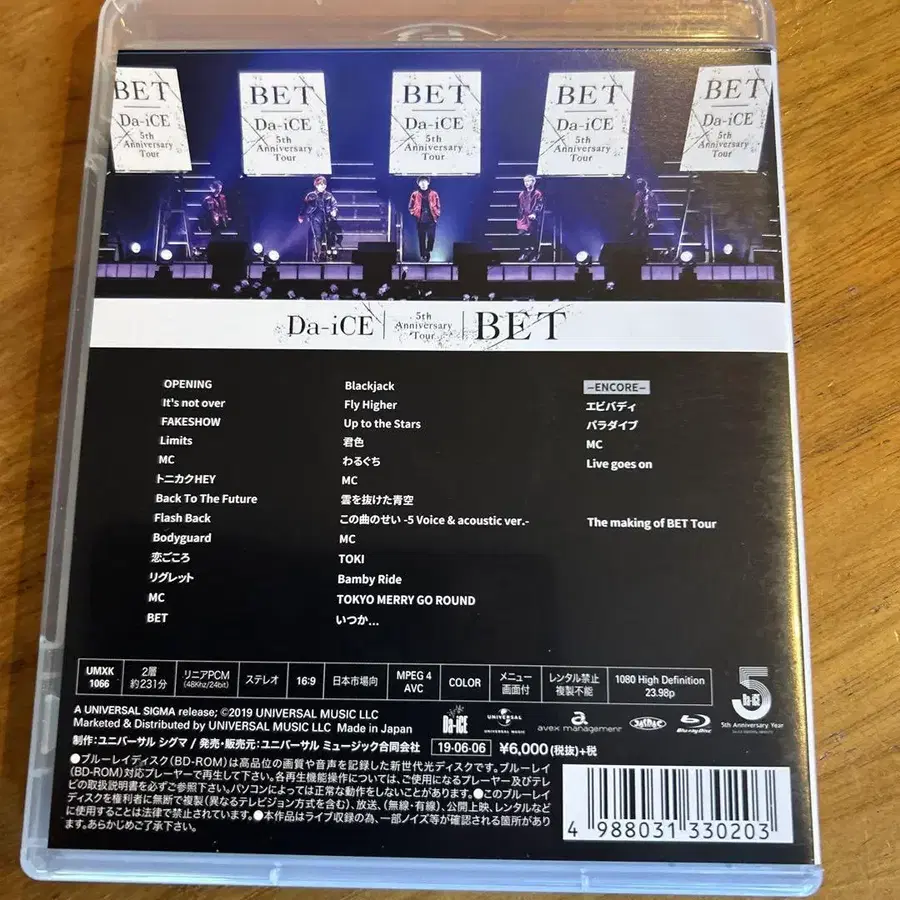 BET
Da-iCE
5th
Anniversary
Tour
BET
Da-iCE
5th
Anniversary
Tour
BET
Da-iCE
5th
Anniversary
Tour
BET
Da-iCE
5th
Anniversary
Tour
BET
Da-iCE
5th
Anniversary
Tour
Da-iCE 5th Anniversary Tour BET
OPENING
It's not over
FAKESHOW
Limits
MC
トニカクHEY
Back To The Future
Flash Back
Bodyguard
恋ごころ
リグレット
MC
BET
Blackjack
Fly Higher
Up to the Stars
君色
わるぐち
MC
雲を抜けた青空
この曲のせい -5 Voice & acoustic ver.-
MC
TOKI
Bamby Ride
TOKYO MERRY GO ROUND
いつか...
-ENCORE-
エビバディ
パラダイブ
MC
Live goes on
The making of BET Tour
UMXK 1066
2層 約231分
リニアPCM (48Khz/24bit)
ステレオ
16:9
日本市場向
MPEG 4 AVC
COLOR
メニュー画面付
レンタル禁止 複製不能
1080 High Definition 23.98p
5
Da-iCE
5th Anniversary Year
A UNIVERSAL SIGMA release; ©2019 UNIVERSAL MUSIC LLC
Marketed & Distributed by UNIVERSAL MUSIC LLC Made in Japan
Da-iCE
UNIVERSAL
UNIVERSAL MUSIC
a
avex management
JASRAC
Blu-ray Disc
制作:ユニバーサル シグマ / 発売・販売元:ユニバーサル ミュージック合同会社 19・06・06 ¥6,000(税抜)+税
●ブルーレイディスク(BD-ROM)は高品位の画質や音声を記録した新世代光ディスクです。ブルーレイ
(BD-ROM)対応プレーヤーで再生して下さい。各再生機能操作については、ご使用になるプレーヤー及びテレ
ビの取扱説明書を必ずご参照下さい。パソコンによっては正常な動作をしないことがあります。●このブルーレイ
ディスクを権利者に無断で複製(異なるテレビジョン方式を含む)、放送、(無線・有線)、公開上映、レンタルなど
に使用することは法律で禁止されています。●本作品はライブ収録の為、一部ノイズ等が確認される箇所があり
ます。あらかじめご了承下さい。
4 988031 330203